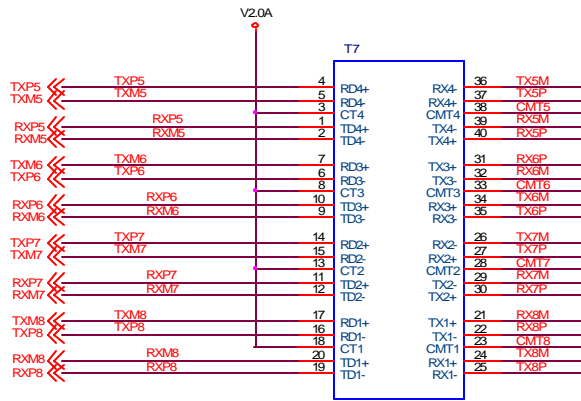 V2.0A
T7
TXP5 TXP5 4 RD4+ RX4- 36 TX5M
TXM5 TXM5 5 RD4- RX4+ 37 TX5P
3 CT4 CMT4 38 CMT5
RXP5 RXP5 1 TD4+ TX4- 39 RX5M
RXM5 RXM5 2 TD4- TX4+ 40 RX5P
TXM6 TXM6 7 RD3+ TX3+ 31 RX6P
TXP6 TXP6 6 RD3- TX3- 32 RX6M
8 CT3 CMT3 33 CMT6
RXP6 RXP6 10 TD3+ RX3+ 34 TX6M
RXM6 RXM6 9 TD3- RX3- 35 TX6P
TXP7 TXP7 14 RD2+ RX2- 26 TX7M
TXM7 TXM7 15 RD2- RX2+ 27 TX7P
13 CT2 CMT2 28 CMT7
RXP7 RXP7 11 TD2+ TX2- 29 RX7M
RXM7 RXM7 12 TD2- TX2+ 30 RX7P
TXM8 TXM8 17 RD1+ TX1+ 21 RX8M
TXP8 TXP8 16 RD1- TX1- 22 RX8P
18 CT1 CMT1 23 CMT8
RXM8 RXM8 20 TD1+ RX1+ 24 TX8M
RXP8 RXP8 19 TD1- RX1- 25 TX8P